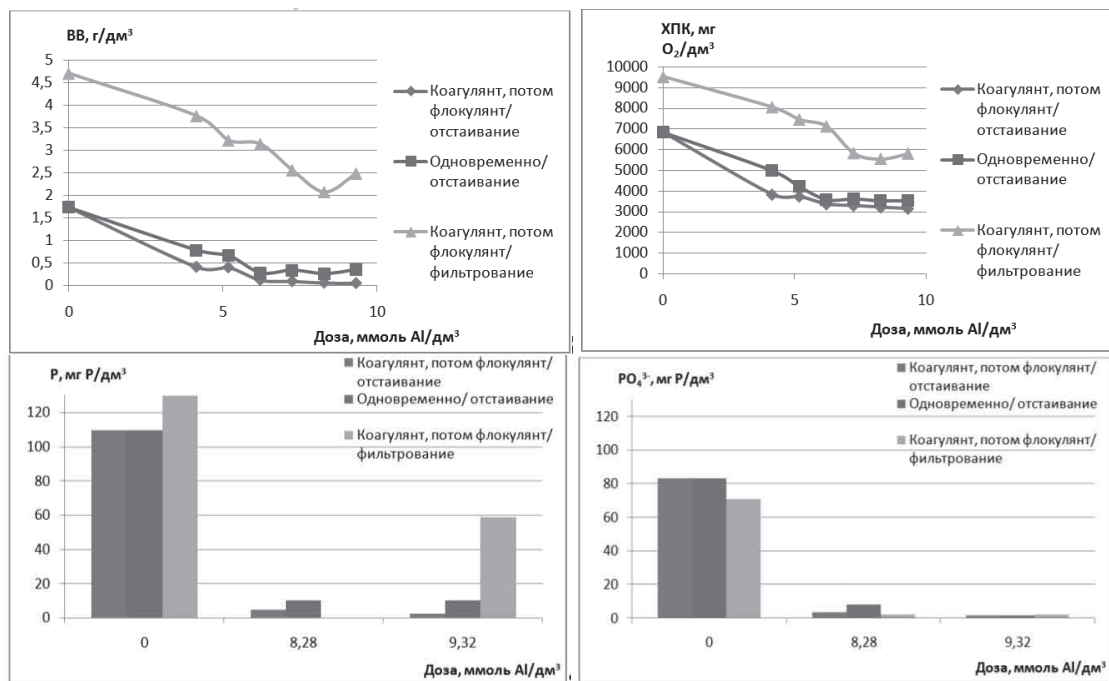 ВВ, г/дм³
5
4,5
4
3,5
3
2,5
2
1,5
1
0,5
0
0
5
10
Доза, ммоль Al/дм³
Коагулянт, потом
флокулянт/
отстаивание
Одновременно/
отстаивание
Коагулянт, потом
флокулянт/
фильтрование
ХПК, мг
O₂/дм³
10000
9000
8000
7000
6000
5000
4000
3000
2000
1000
0
0
5
10
Доза, ммоль Al/дм³
Коагулянт, потом
флокулянт/
отстаивание
Одновременно/
отстаивание
Коагулянт, потом
флокулянт/
фильтрование
P, мг P/дм³
Коагулянт, потом флокулянт/
отстаивание
Одновременно/ отстаивание
Коагулянт, потом флокулянт/
фильтрование
120
100
80
60
40
20
0
0
8,28
9,32
Доза, ммоль Al/дм³
PO₄³⁻, мг P/дм³
Коагулянт, потом флокулянт/
отстаивание
Одновременно/ отстаивание
Коагулянт, потом флокулянт/
фильтрование
120
100
80
60
40
20
0
0
8,28
9,32
Доза, ммоль Al/дм³